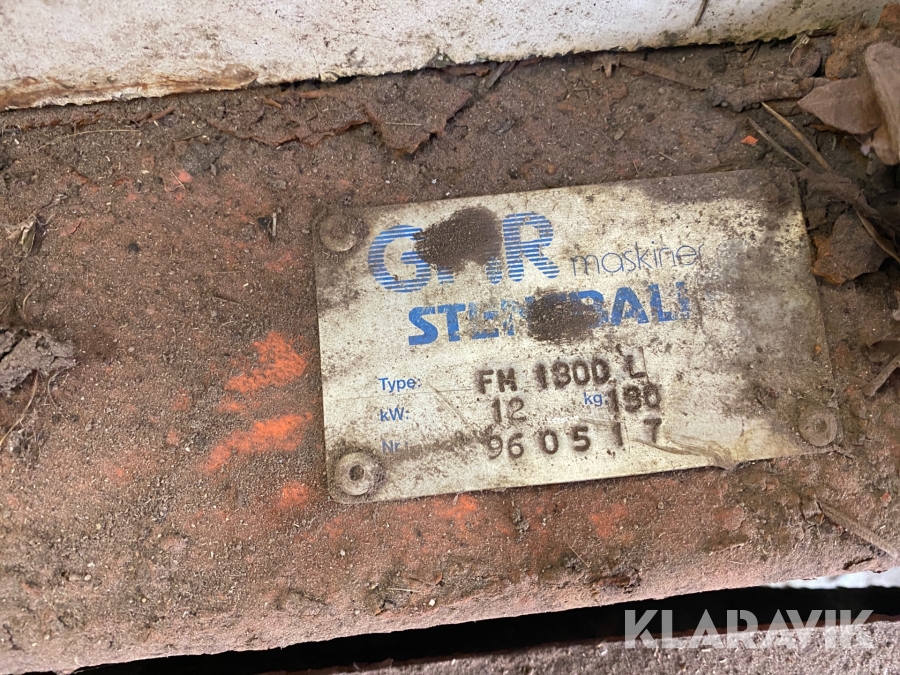 maskiner
Type: FM 1800 L
kW: 12 kg. 180
Nr. 960517
KLARAVIK